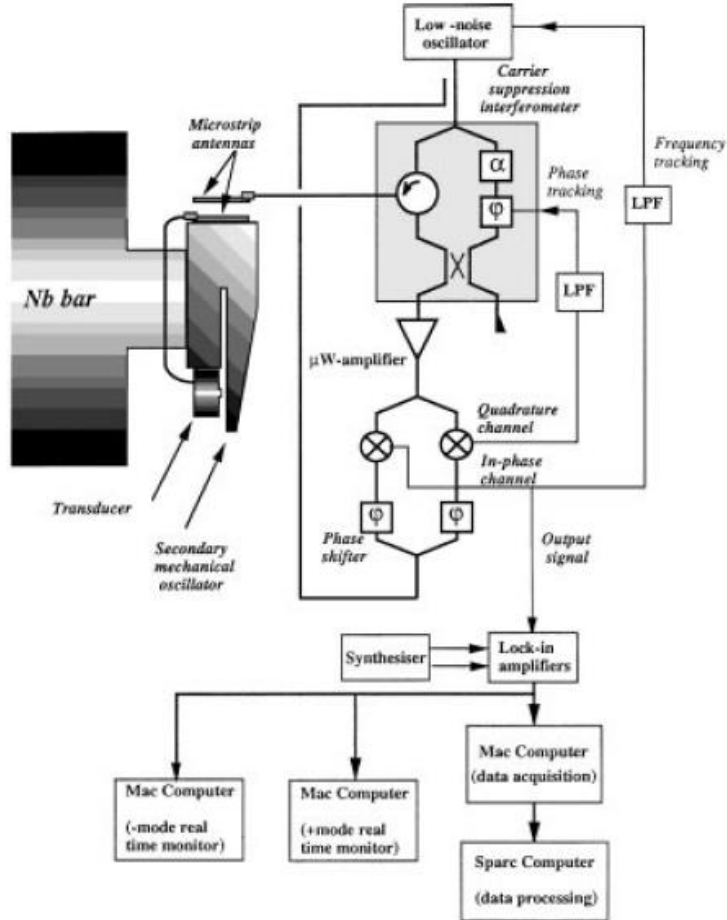 Low -noise
oscillator
Carrier
suppression
interferometer
Microstrip
antennas
Frequency
tracking
α
Phase
tracking
φ
LPF
Nb bar
LPF
μW-amplifier
Quadrature
channel
In-phase
channel
Transducer
φ
φ
Phase
shifter
Output
signal
Secondary
mechanical
oscillator
Synthesiser
Lock-in
amplifiers
Mac Computer
(data acquisition)
Mac Computer
(-mode real
time monitor)
Mac Computer
(+mode real
time monitor)
Sparc Computer
(data processing)